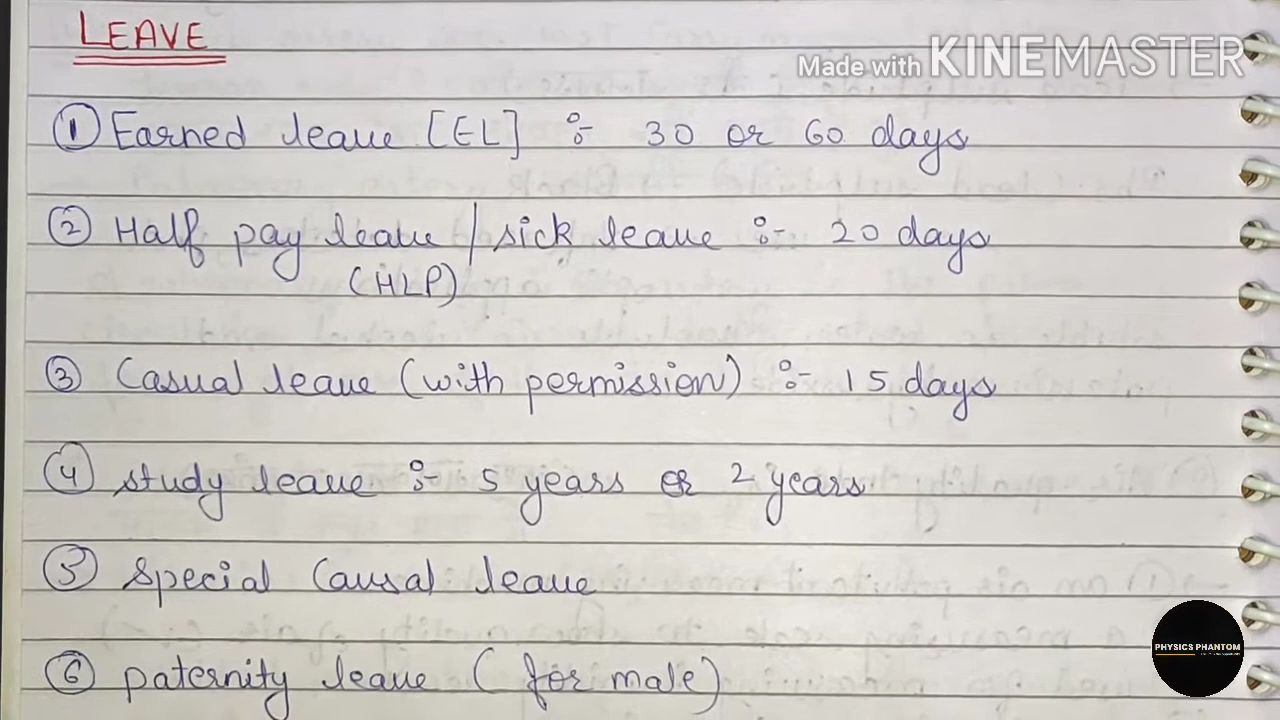 LEAVE
Made with KINEMASTER
① Earned leave [EL] :- 30 or 60 days
② Half pay leave / sick leave :- 20 days
(HLP)
③ Casual leave (with permission) :- 15 days
④ study leave :- 5 years or 2 years
⑤ special Causal leave
⑥ paternity leave ( for male)
PHYSICS PHANTOM